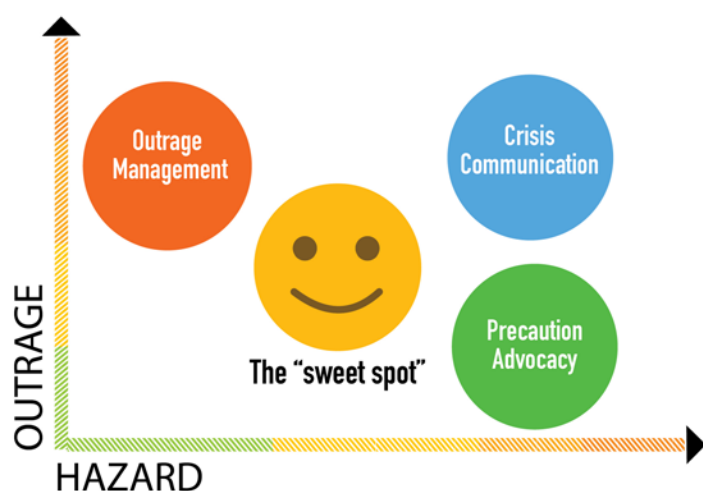 Outrage
Management
Crisis
Communication
The “sweet spot”
Precaution
Advocacy
OUTRAGE
HAZARD